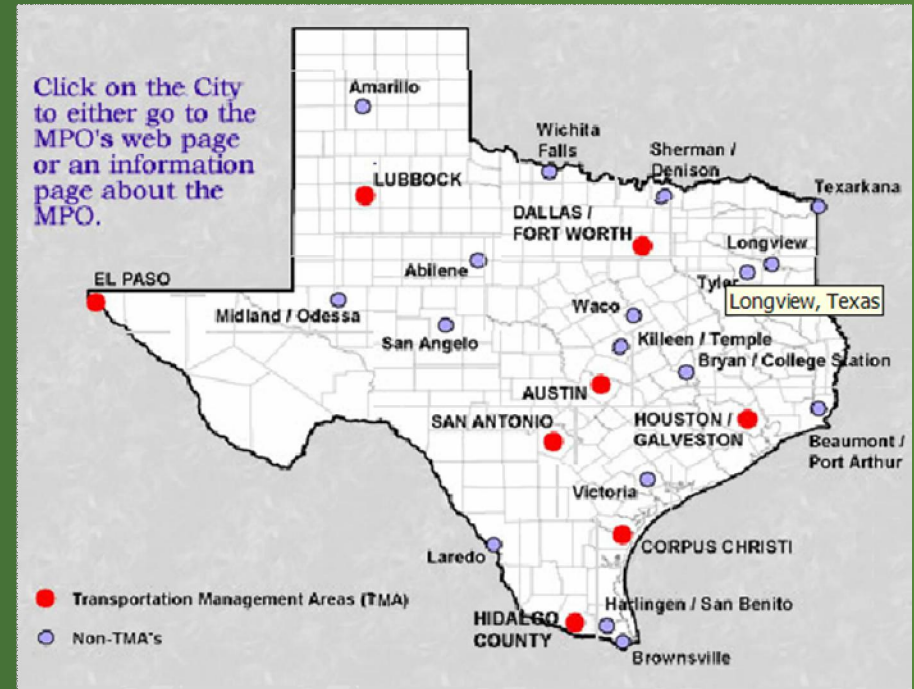 Click on the City
to either go to the
MPO's web page
or an information
page about the
MPO.
Amarillo
Wichita
Falls
Sherman /
Denison
Texarkana
LUBBOCK
DALLAS /
FORT WORTH
Longview
Abilene
Tyler
Longview, Texas
EL PASO
Midland / Odessa
Waco
San Angelo
Killeen / Temple
Bryan / College Station
AUSTIN
SAN ANTONIO
HOUSTON /
GALVESTON
Beaumont /
Port Arthur
Victoria
CORPUS CHRISTI
Laredo
Transportation Management Areas (TMA)
Harlingen / San Benito
HIDALGO
COUNTY
Non-TMA's
Brownsville